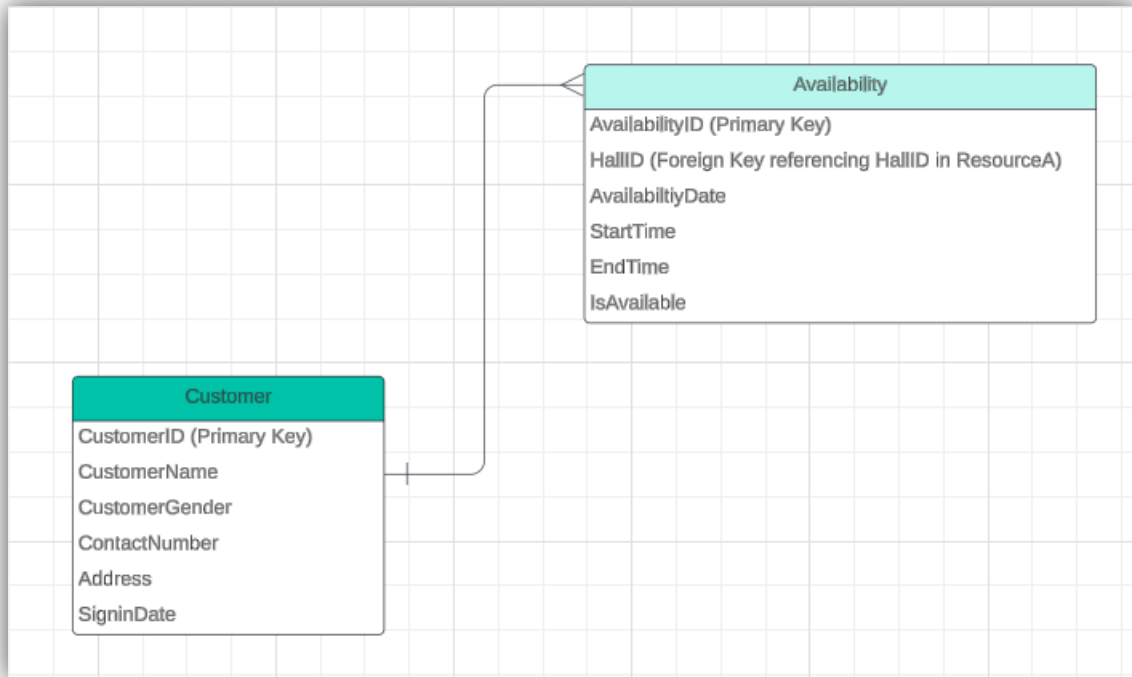 Availability
AvailabilityID (Primary Key)
HallID (Foreign Key referencing HallID in ResourceA)
AvailabiltiyDate
StartTime
EndTime
IsAvailable
Customer
CustomerID (Primary Key)
CustomerName
CustomerGender
ContactNumber
Address
SigninDate